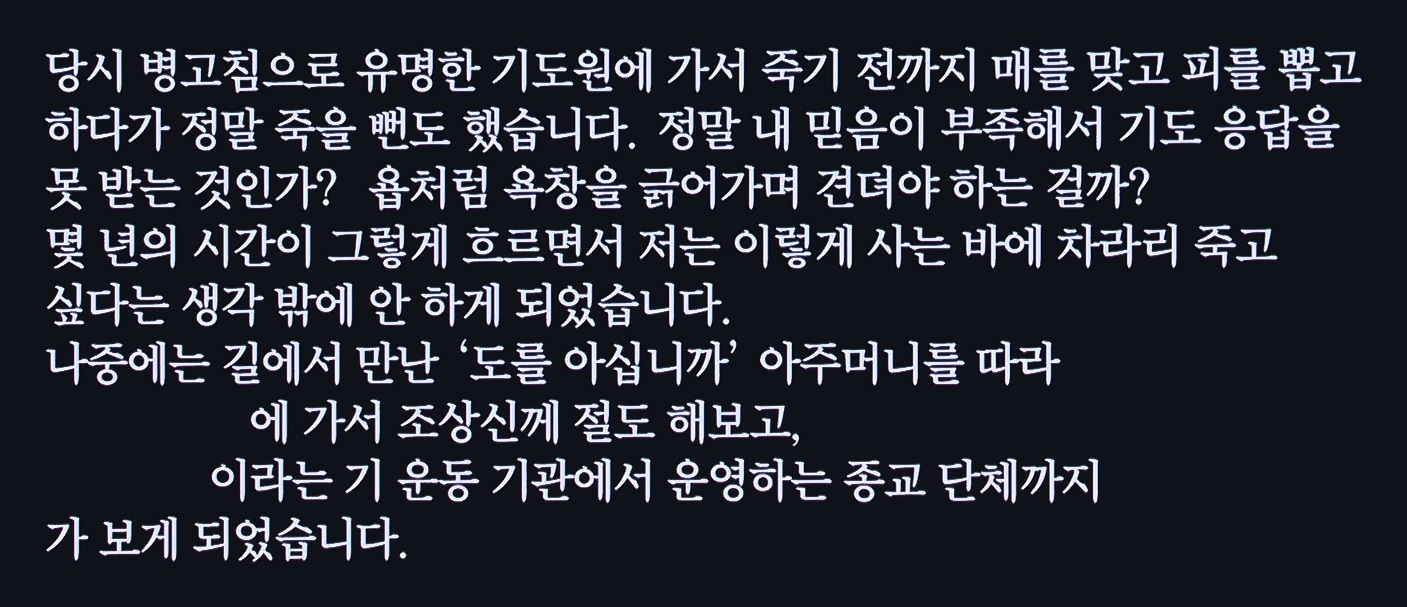 당시 병고침으로 유명한 기도원에 가서 죽기 전까지 매를 맞고 피를 뽑고
하다가 정말 죽을 뻔도 했습니다. 정말 내 믿음이 부족해서 기도 응답을
못 받는 것인가? 욥처럼 욕창을 긁어가며 견뎌야 하는 걸까?
몇 년의 시간이 그렇게 흐르면서 저는 이렇게 사는 바에 차라리 죽고
싶다는 생각 밖에 안 하게 되었습니다.
나중에는 길에서 만난 ‘도를 아십니까’ 아주머니를 따라
에 가서 조상신께 절도 해보고,
이라는 기 운동 기관에서 운영하는 종교 단체까지
가 보게 되었습니다.